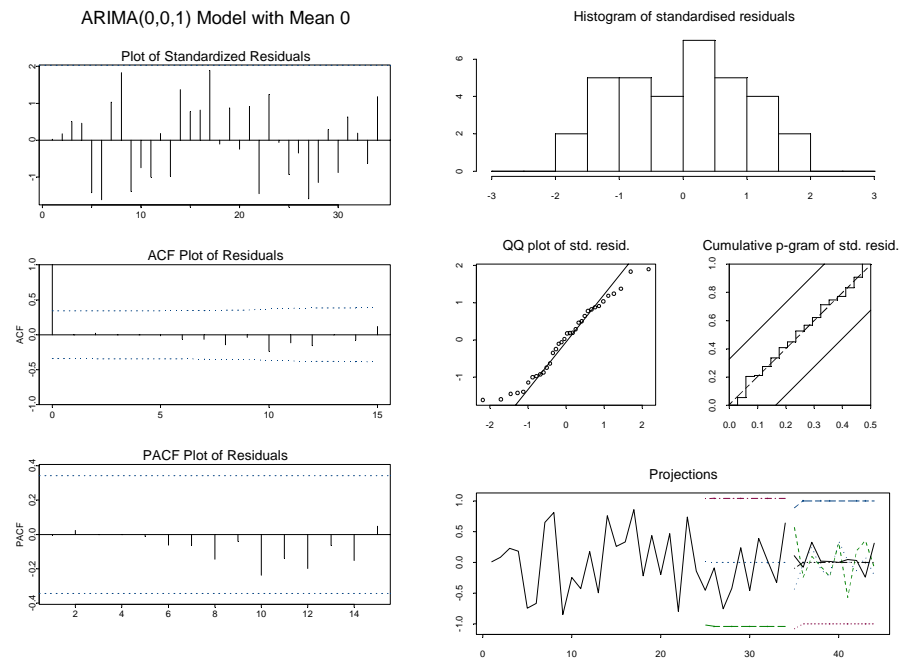 ARIMA(0,0,1) Model with Mean 0
Plot of Standardized Residuals
2
1
0
-1
0 10 20 30
ACF Plot of Residuals
ACF
1.0
0.5
0.0
-0.5
-1.0
0 5 10 15
PACF Plot of Residuals
PACF
0.4
0.2
0.0
-0.2
-0.4
2 4 6 8 10 12 14
Histogram of standardised residuals
6
4
2
0
-3 -2 -1 0 1 2 3
QQ plot of std. resid.
2
1
0
-1
-2 -1 0 1 2
Cumulative p-gram of std. resid.
1.0
0.8
0.6
0.4
0.2
0.0
0.0 0.1 0.2 0.3 0.4 0.5
Projections
1.0
0.5
0.0
-0.5
-1.0
0 10 20 30 40